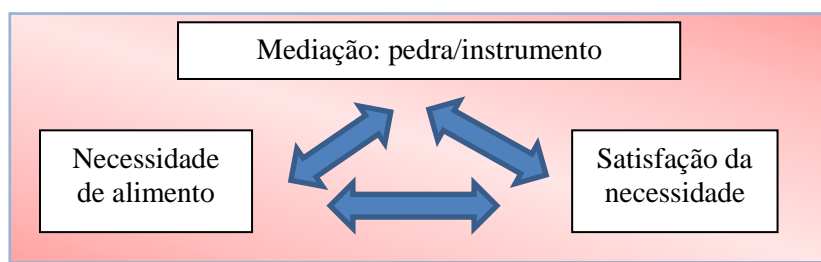 Mediação: pedra/instrumento
Necessidade
de alimento
Satisfação da
necessidade